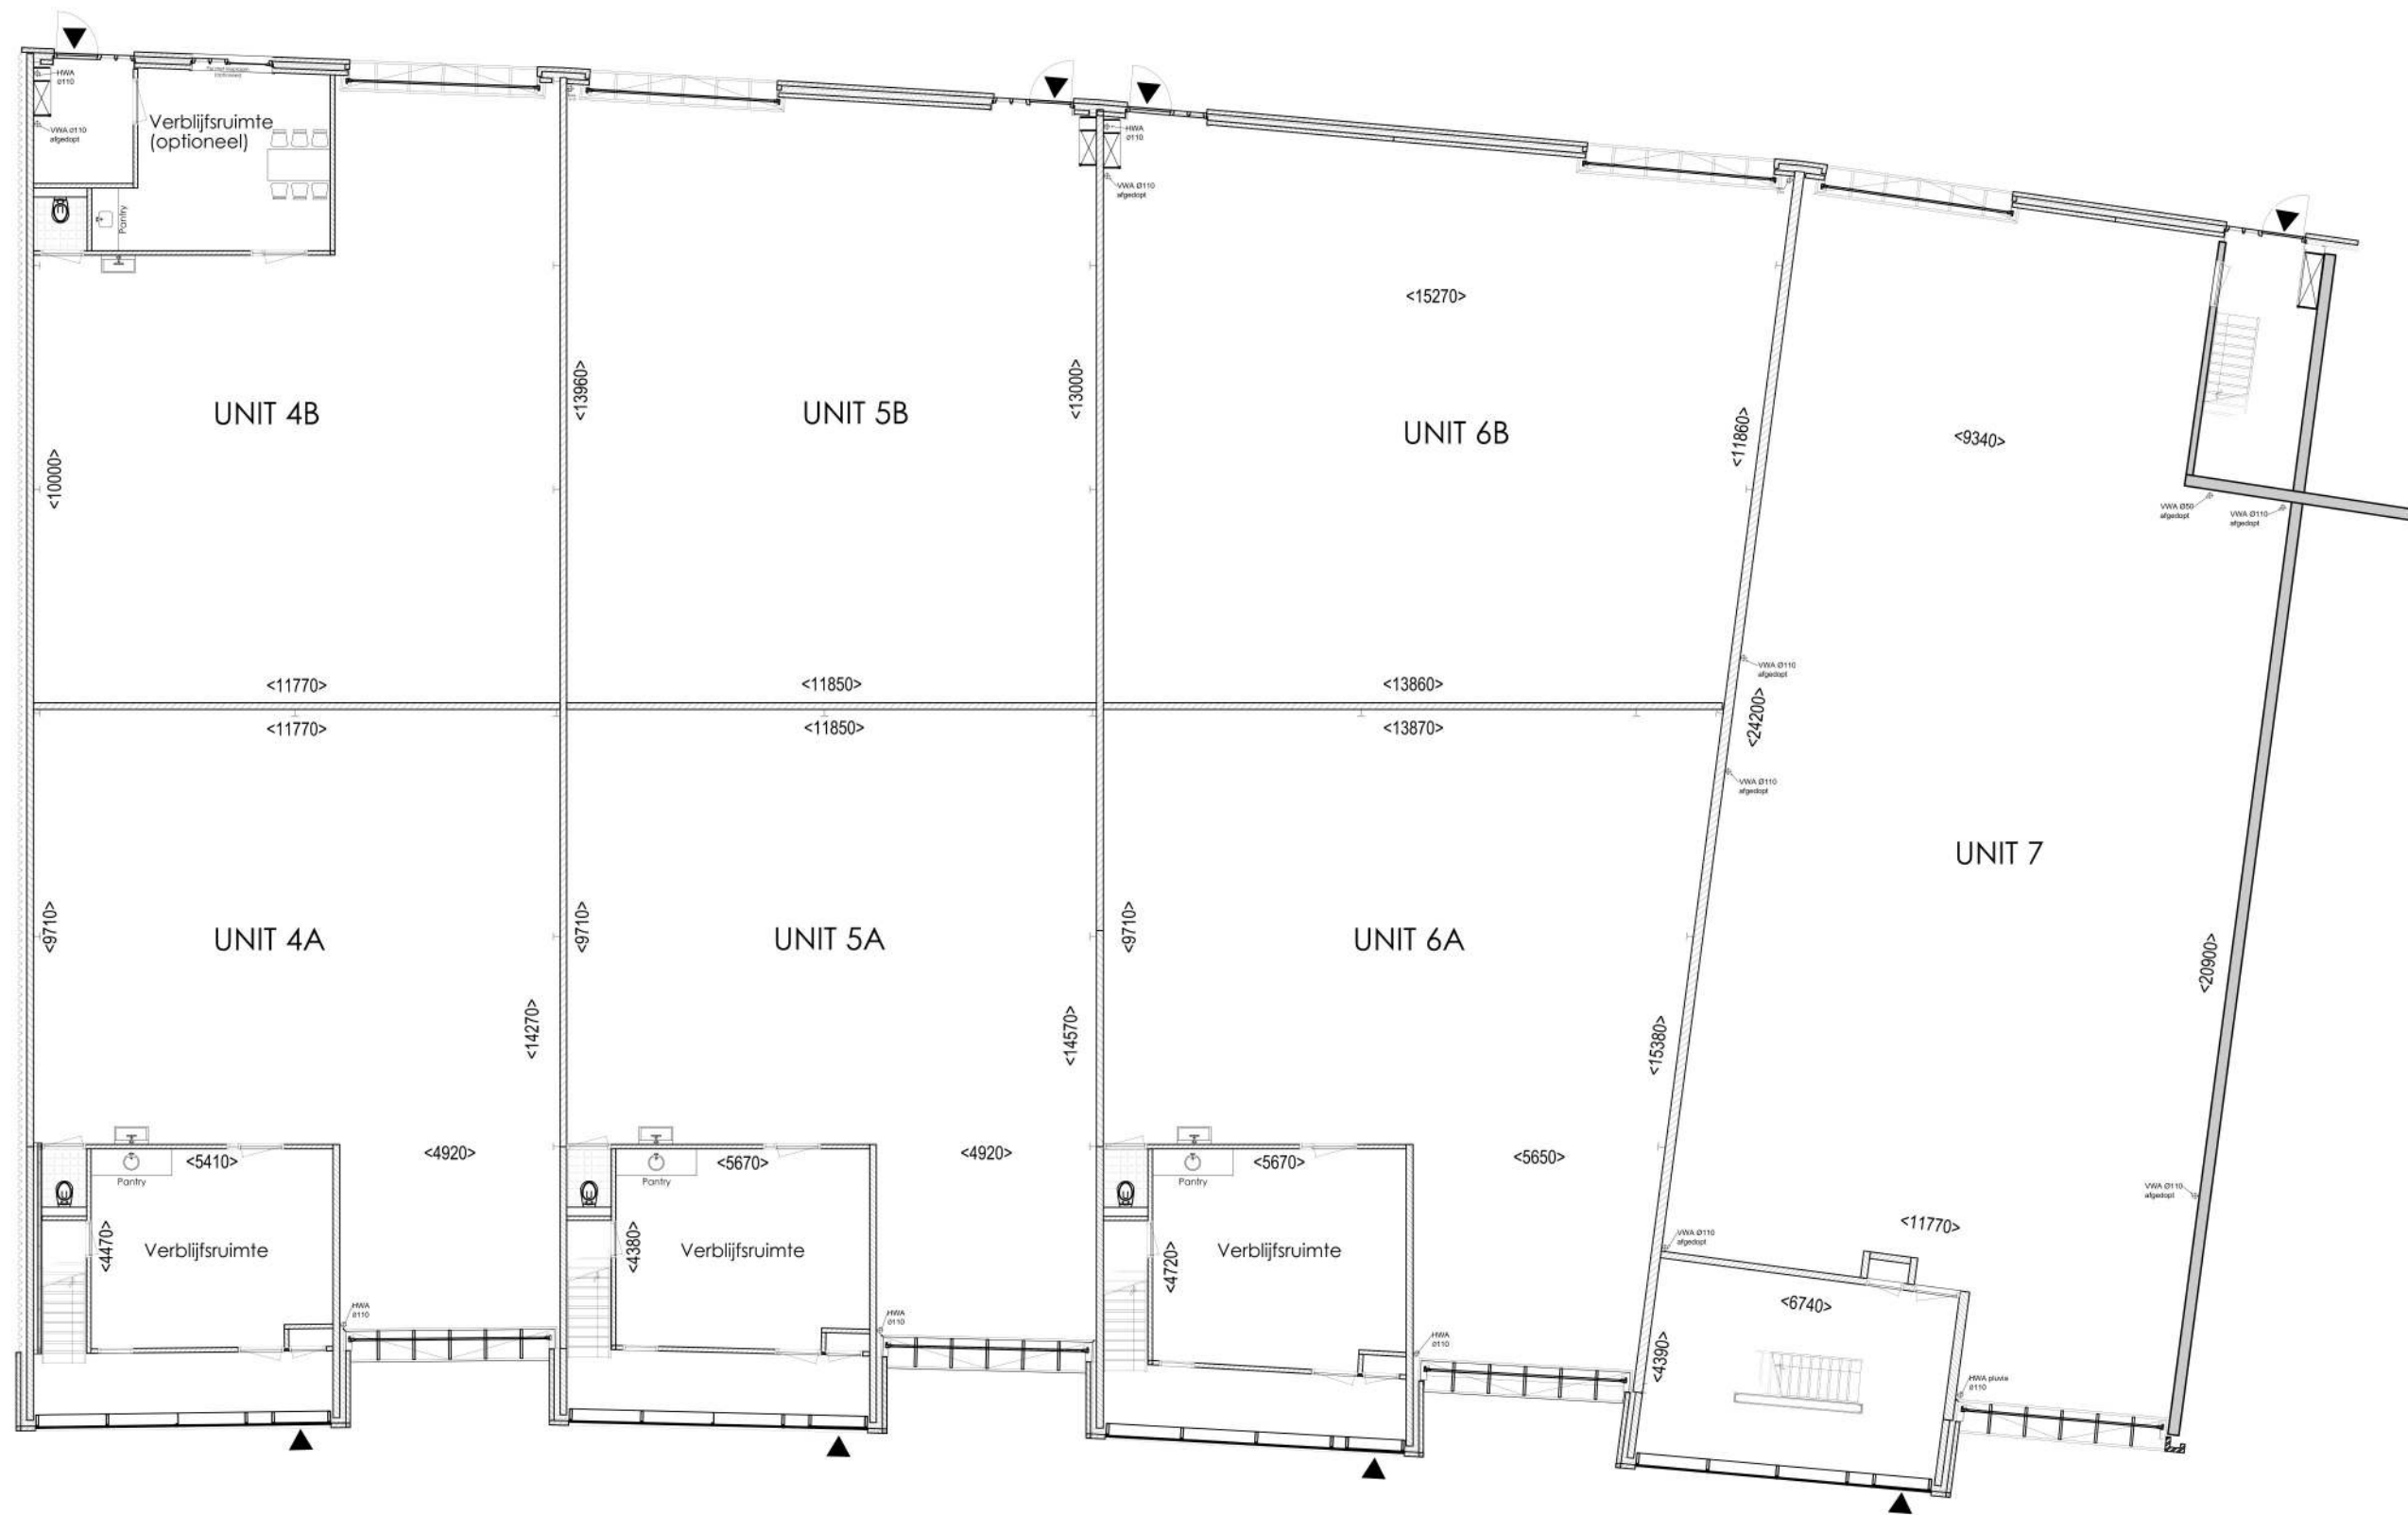 HWA
ø110
VWA ø110
afgedopt
Verblijfsruimte
(optioneel)
Pantry
HWA
ø110
VWA Ø110
afgedopt
<15270>
<13960>
<13000>
UNIT 4B
UNIT 5B
UNIT 6B
<11860>
<9340>
<10000>
VWA Ø50
afgedopt
VWA Ø110
afgedopt
<11770>
<11850>
<13860>
VWA Ø110
afgedopt
<11770>
<11850>
<13870>
<24200>
VWA Ø110
afgedopt
UNIT 7
<9710>
UNIT 4A
<9710>
UNIT 5A
<9710>
UNIT 6A
<20900>
<14270>
<14570>
<15380>
<4920>
<4920>
<5650>
<5410>
Pantry
<5670>
Pantry
<5670>
Pantry
VWA Ø110
afgedopt
<11770>
<4470>
Verblijfsruimte
<4380>
Verblijfsruimte
<4720>
Verblijfsruimte
VWA Ø110
afgedopt
<6740>
HWA
ø110
HWA
ø110
HWA
ø110
<4390>
HWA pluvia
ø110